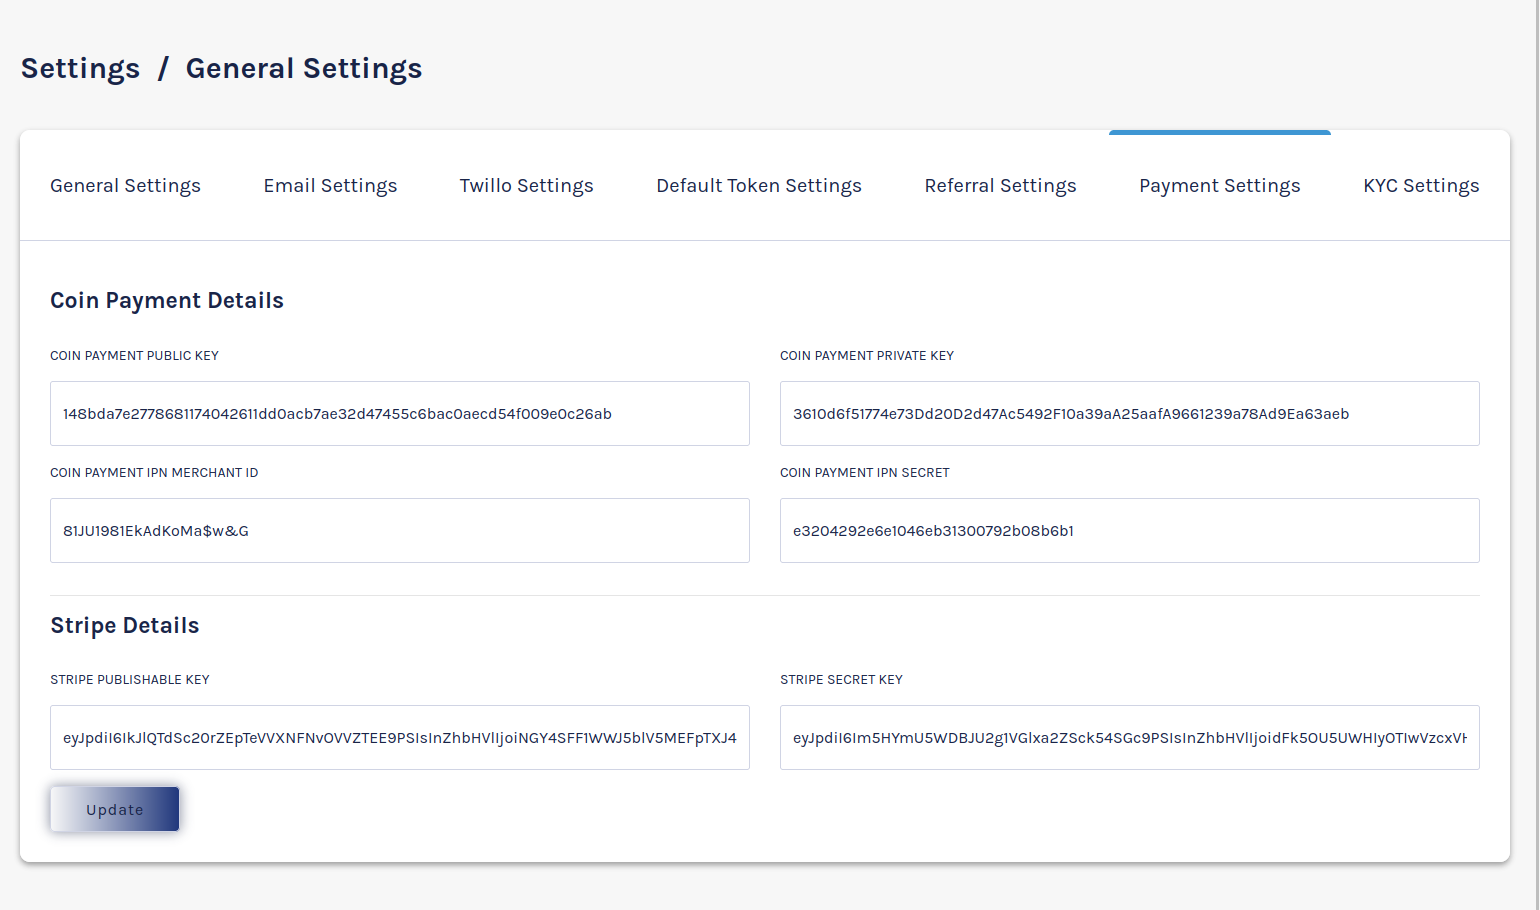 Settings / General Settings
General Settings Email Settings Twillo Settings Default Token Settings Referral Settings Payment Settings KYC Settings
Coin Payment Details
COIN PAYMENT PUBLIC KEY COIN PAYMENT PRIVATE KEY
148bda7e2778681174042611dd0acb7ae32d47455c6bac0aecd54f009e0c26ab 3610d6f51774e73Dd20D2d47Ac5492F10a39aA25aafA9661239a78Ad9Ea63aeb
COIN PAYMENT IPN MERCHANT ID COIN PAYMENT IPN SECRET
81JU1981EkAdKoMa$w&G e3204292e6e1046eb31300792b08b6b1
Stripe Details
STRIPE PUBLISHABLE KEY STRIPE SECRET KEY
eyJpdiI6IkJlQTdSc20rZEpTeVVXNFNvOVVZTEE9PSIsInZhbHVlIjoiNGY4SFF1WWJ5blV5MEFpTXJ4 eyJpdiI6Im5HYmU5WDBJU2g1VGlxa2ZSck54SGc9PSIsInZhbHVlIjoidFk5OU5UWHIyOTIwVzcxVH
Update